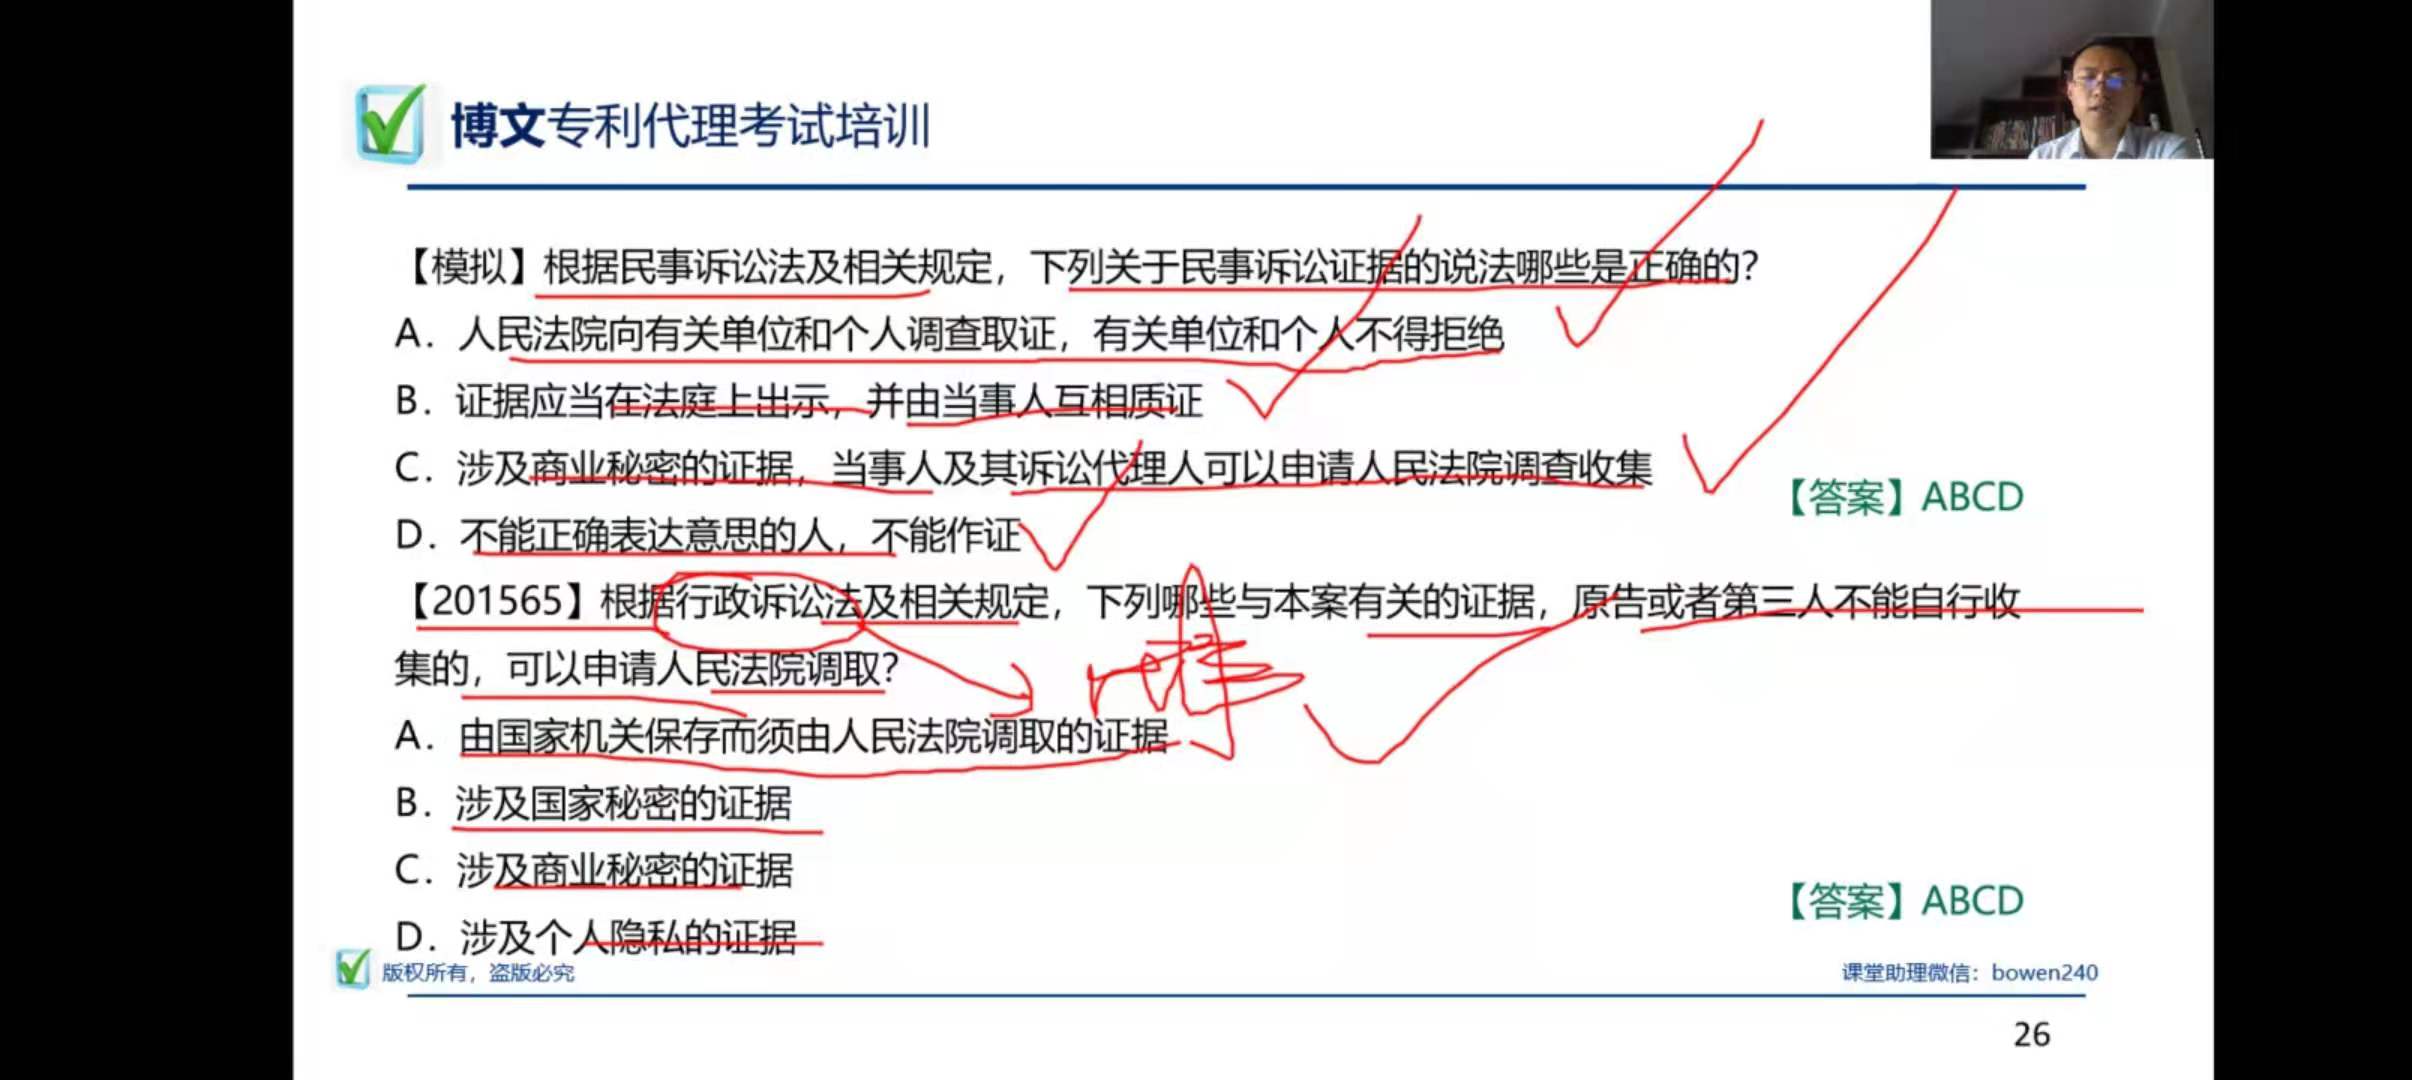 博文专利代理考试培训
【模拟】根据民事诉讼法及相关规定，下列关于民事诉讼证据的说法哪些是正确的？
A．人民法院向有关单位和个人调查取证，有关单位和个人不得拒绝
B．证据应当在法庭上出示，并由当事人互相质证
C．涉及商业秘密的证据，当事人及其诉讼代理人可以申请人民法院调查收集
【答案】ABCD
D．不能正确表达意思的人，不能作证
【201565】根据行政诉讼法及相关规定，下列哪些与本案有关的证据，原告或者第三人不能自行收
集的，可以申请人民法院调取？
A．由国家机关保存而须由人民法院调取的证据
B．涉及国家秘密的证据
C．涉及商业秘密的证据
【答案】ABCD
D．涉及个人隐私的证据
版权所有，盗版必究
课堂助理微信：bowen240
26